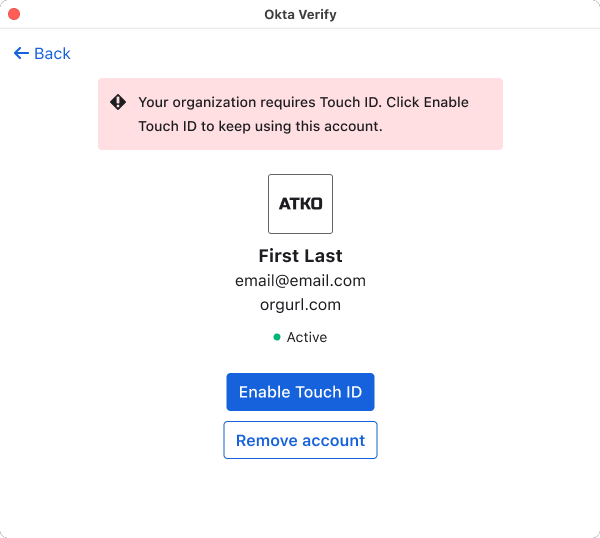 Okta Verify
Back
Your organization requires Touch ID. Click Enable
Touch ID to keep using this account.
ATKO
First Last
email@email.com
orgurl.com
Active
Enable Touch ID
Remove account